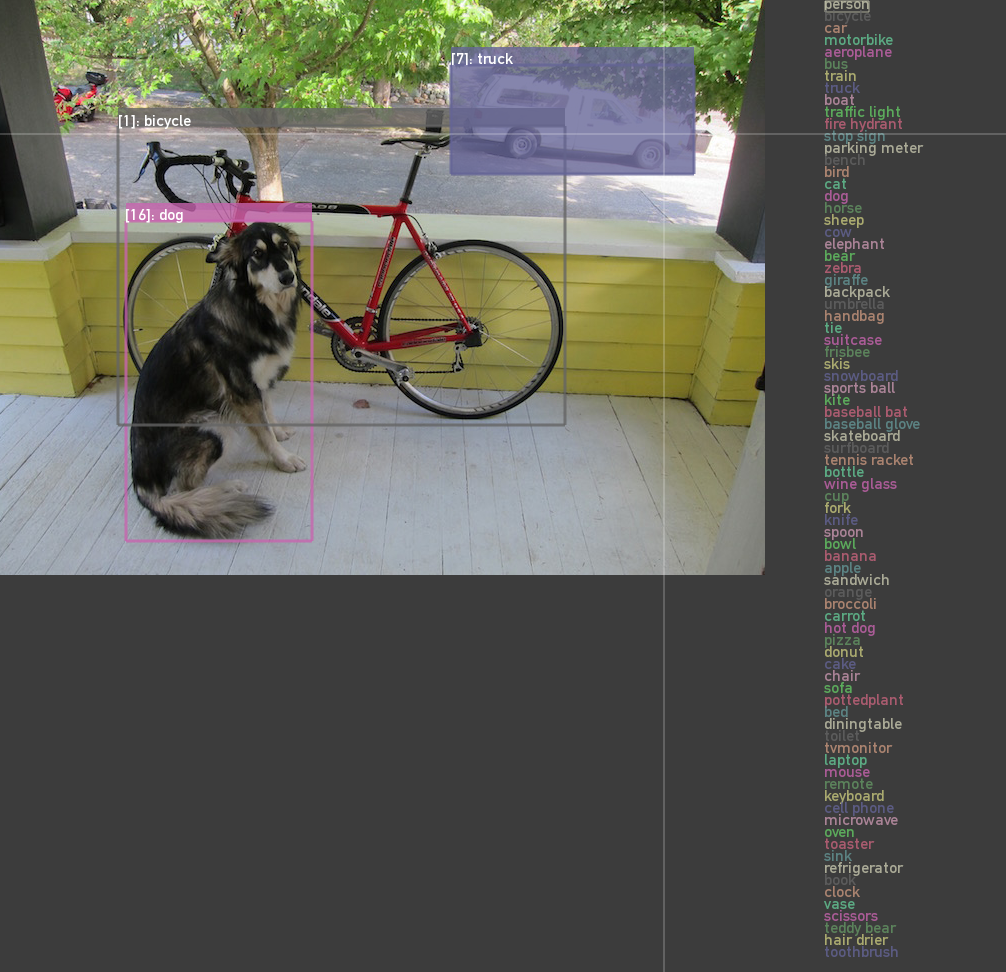 [7]: truck
[1]: bicycle
[16]: dog
person
bicycle
car
motorbike
aeroplane
bus
train
truck
boat
traffic light
fire hydrant
stop sign
parking meter
bench
bird
cat
dog
horse
sheep
cow
elephant
bear
zebra
giraffe
backpack
umbrella
handbag
tie
suitcase
frisbee
skis
snowboard
sports ball
kite
baseball bat
baseball glove
skateboard
surfboard
tennis racket
bottle
wine glass
cup
fork
knife
spoon
bowl
banana
apple
sandwich
orange
broccoli
carrot
hot dog
pizza
donut
cake
chair
sofa
pottedplant
bed
diningtable
toilet
tvmonitor
laptop
mouse
remote
keyboard
cell phone
microwave
oven
toaster
sink
refrigerator
book
clock
vase
scissors
teddy bear
hair drier
toothbrush